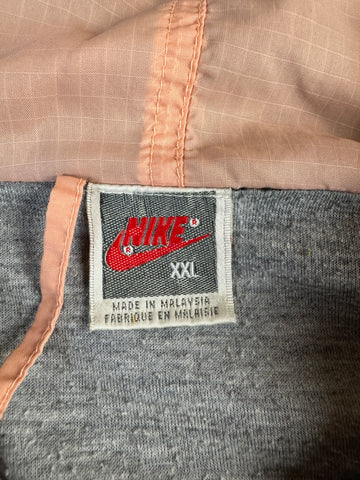 NIKE
®
®
XXL
MADE IN MALAYSIA
FABRIQUE EN MALAISIE